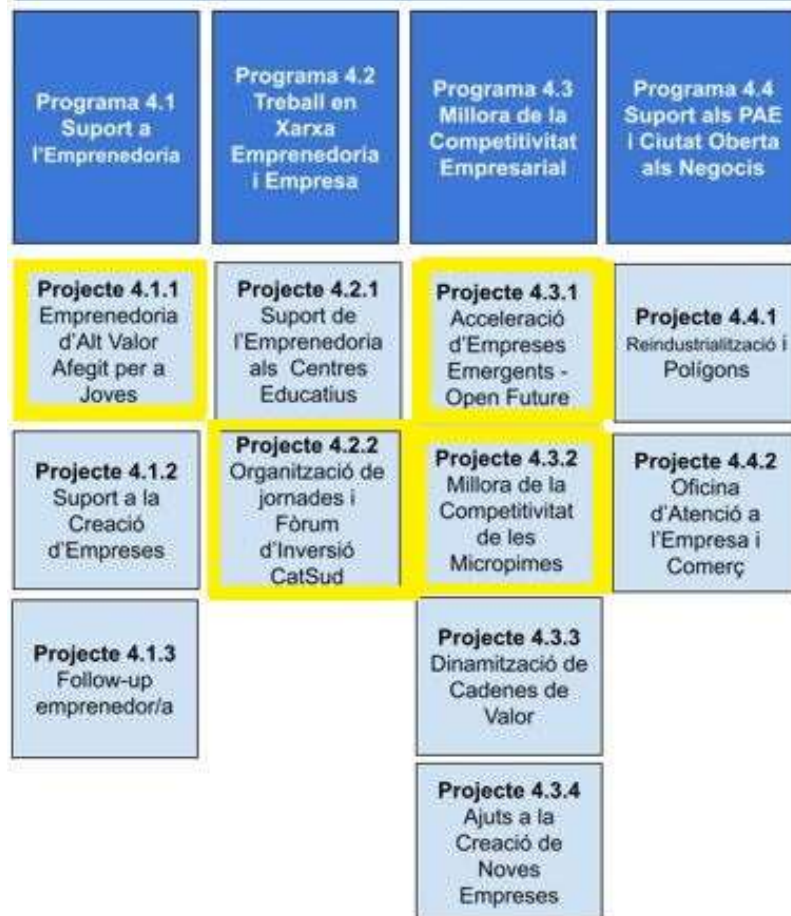 Programa 4.1
Suport a
l'Emprenedoria
Programa 4.2
Treball en
Xarxa
Emprenedoria
i Empresa
Programa 4.3
Millora de la
Competitivitat
Empresarial
Programa 4.4
Suport als PAE
i Ciutat Oberta
als Negocis
Projecte 4.1.1
Emprenedoria
d'Alt Valor
Afegit per a
Joves
Projecte 4.2.1
Suport de
l'Emprenedoria
als Centres
Educatius
Projecte 4.3.1
Acceleració
d'Empreses
Emergents -
Open Future
Projecte 4.4.1
Reindustrialització i
Polígons
Projecte 4.1.2
Suport a la
Creació
d'Empreses
Projecte 4.2.2
Organització de
jornades i
Fòrum
d'Inversió
CatSud
Projecte 4.3.2
Millora de la
Competitivitat
de les
Micropimes
Projecte 4.4.2
Oficina
d'Atenció a
l'Empresa i
Comerç
Projecte 4.1.3
Follow-up
emprenedor/a
Projecte 4.3.3
Dinamització de
Cadenes de
Valor
Projecte 4.3.4
Ajuts a la
Creació de
Noves
Empreses